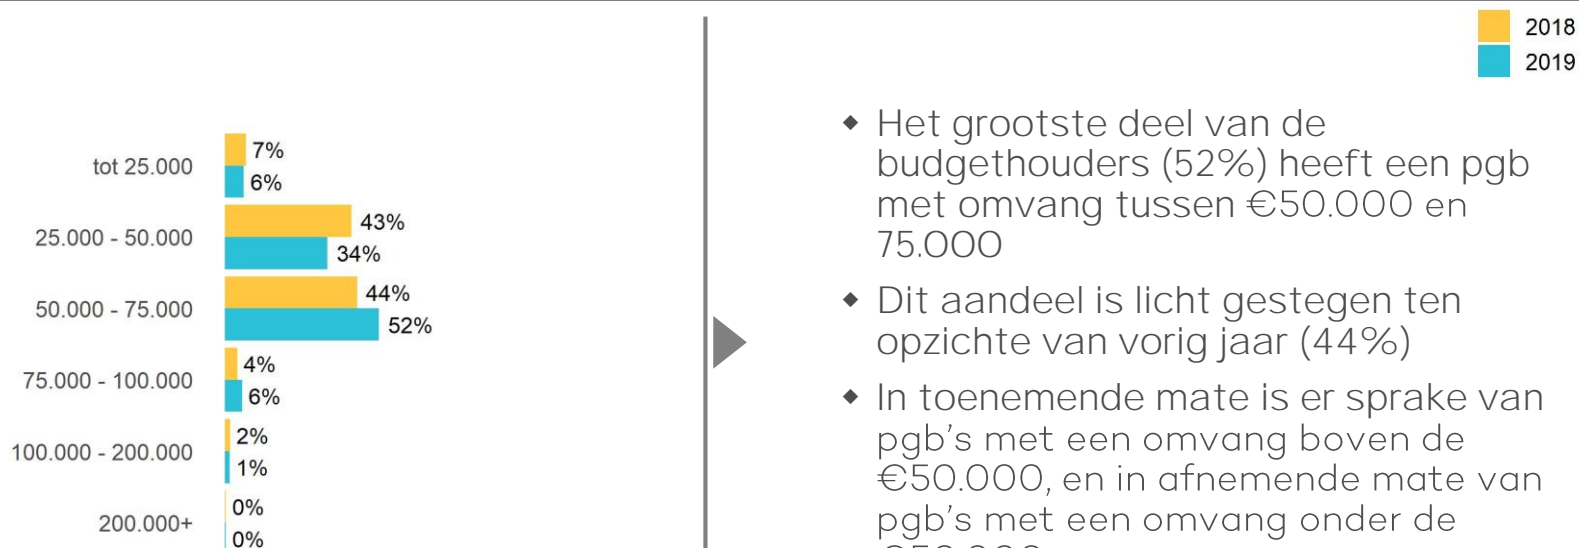 2018
2019
tot 25.000
7%
6%
25.000 - 50.000
43%
34%
50.000 - 75.000
44%
52%
75.000 - 100.000
4%
6%
100.000 - 200.000
2%
1%
200.000+
0%
0%
◆ Het grootste deel van de
budgethouders (52%) heeft een pgb
met omvang tussen €50.000 en
75.000
◆ Dit aandeel is licht gestegen ten
opzichte van vorig jaar (44%)
◆ In toenemende mate is er sprake van
pgb's met een omvang boven de
€50.000, en in afnemende mate van
pgb's met een omvang onder de